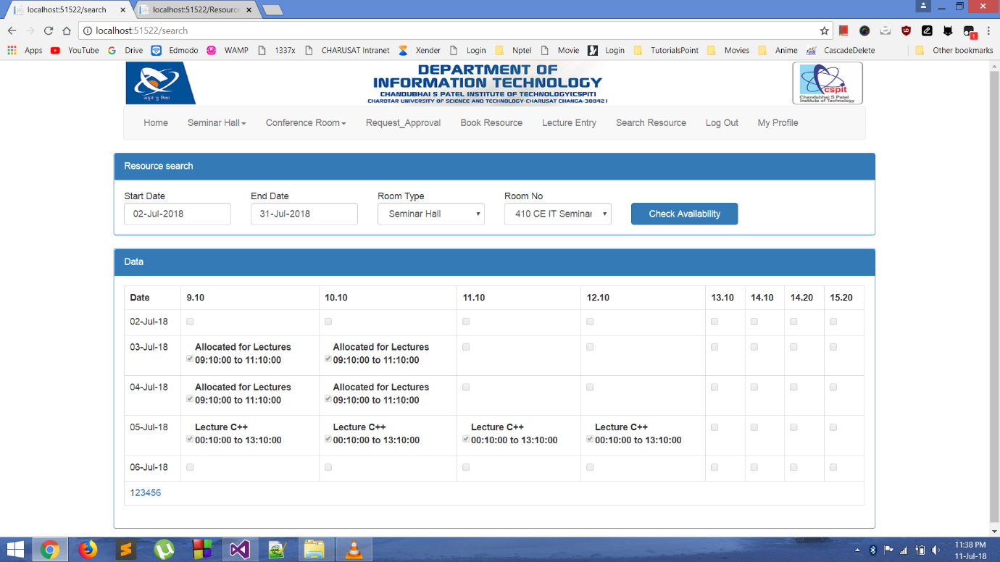 localhost:51522/search
localhost:51522/Resource
localhost:51522/search
Apps YouTube Drive Edmodo WAMP 1337x CHARUSAT Intranet Xender Login Nptel Movie Login TutorialsPoint Movies Anime CascadeDelete Other bookmarks
अमृत तु विद्या
DEPARTMENT OF
INFORMATION TECHNOLOGY
CHANDUBHAI S PATEL INSTITUTE OF TECHNOLOGY(CSPIT)
CHAROTAR UNIVERSITY OF SCIENCE AND TECHNOLOGY-CHARUSAT CHANGA-388421
cspit
Chandubhai S Patel
Institute of Technology
Home Seminar Hall Conference Room Request_Approval Book Resource Lecture Entry Search Resource Log Out My Profile
Resource search
Start Date End Date Room Type Room No
02-Jul-2018 31-Jul-2018 Seminar Hall 410 CE IT Seminar Check Availability
Data
Date 9.10 10.10 11.10 12.10 13.10 14.10 14.20 15.20
02-Jul-18
03-Jul-18 Allocated for Lectures Allocated for Lectures
09:10:00 to 11:10:00 09:10:00 to 11:10:00
04-Jul-18 Allocated for Lectures Allocated for Lectures
09:10:00 to 11:10:00 09:10:00 to 11:10:00
05-Jul-18 Lecture C++ Lecture C++ Lecture C++ Lecture C++
00:10:00 to 13:10:00 00:10:00 to 13:10:00 00:10:00 to 13:10:00 00:10:00 to 13:10:00
06-Jul-18
123456
11:38 PM
11-Jul-18